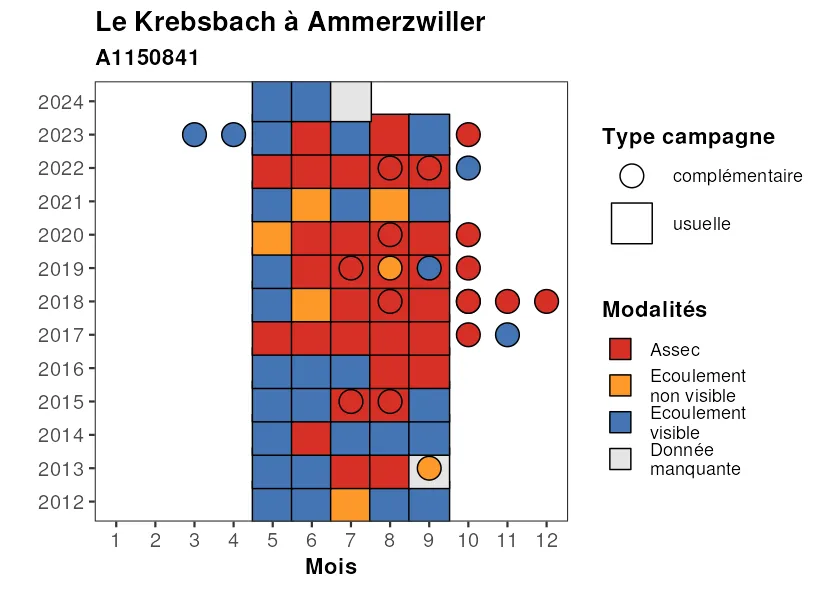 Le Krebsbach à Ammerzwiller
A1150841
2024
2023
2022
2021
2020
2019
2018
2017
2016
2015
2014
2013
2012
1 2 3 4 5 6 7 8 9 10 11 12
Mois
Type campagne
complémentaire
usuelle
Modalités
Assec
Ecoulement
non visible
Ecoulement
visible
Donnée
manquante